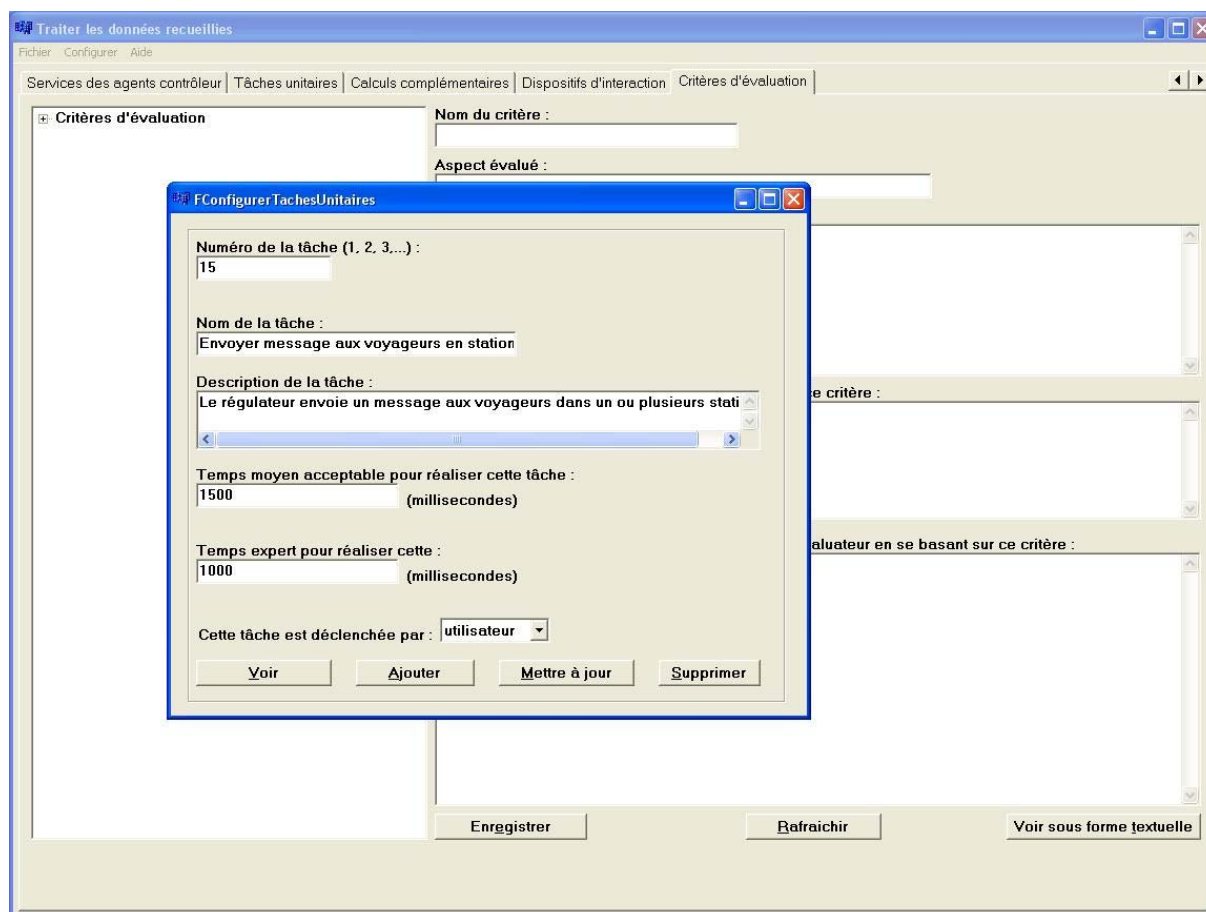 Traiter les données recueillies
Fichier Configurer Aide
Services des agents contrôleur Tâches unitaires Calculs complémentaires Dispositifs d'interaction Critères d'évaluation
Critères d'évaluation
Nom du critère :
Aspect évalué :
FConfigurerTachesUnitaires
Numéro de la tâche (1, 2, 3,...) :
15
Nom de la tâche :
Envoyer message aux voyageurs en station
Description de la tâche :
Le régulateur envoie un message aux voyageurs dans un ou plusieurs stati
Temps moyen acceptable pour réaliser cette tâche :
1500
(millisecondes)
Temps expert pour réaliser cette :
1000
(millisecondes)
Cette tâche est déclenchée par : utilisateur
Voir Ajouter Mettre à jour Supprimer
ce critère :
aluateur en se basant sur ce critère :
Enregistrer Rafraichir Voir sous forme textuelle